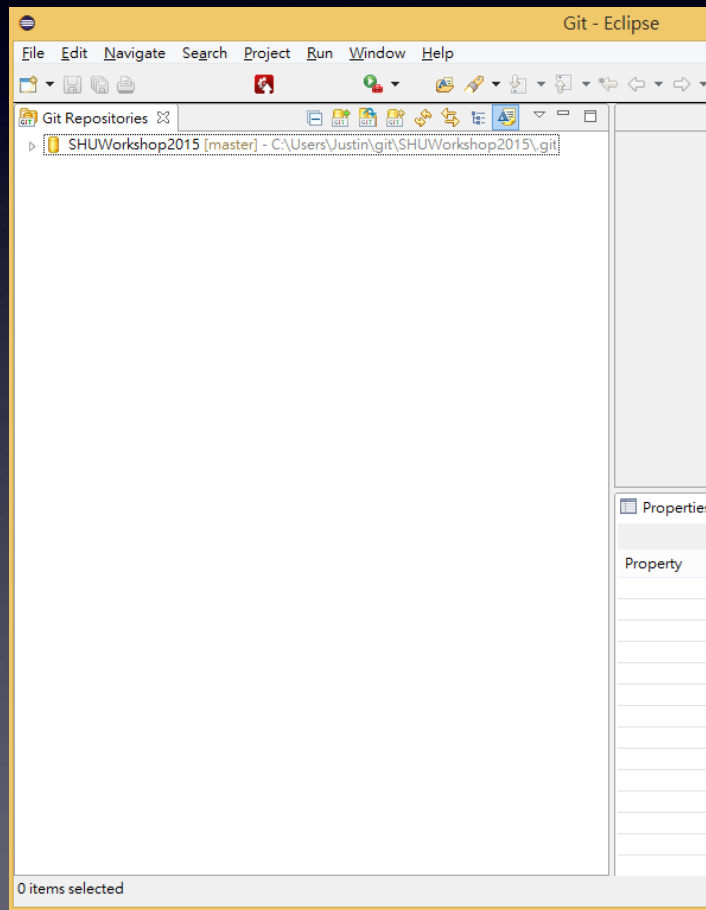 Git - Eclipse
File Edit Navigate Search Project Run Window Help
Git Repositories
SHUWorkshop2015 [master] - C:\Users\Justin\git\SHUWorkshop2015\.git
Properties
Property
0 items selected